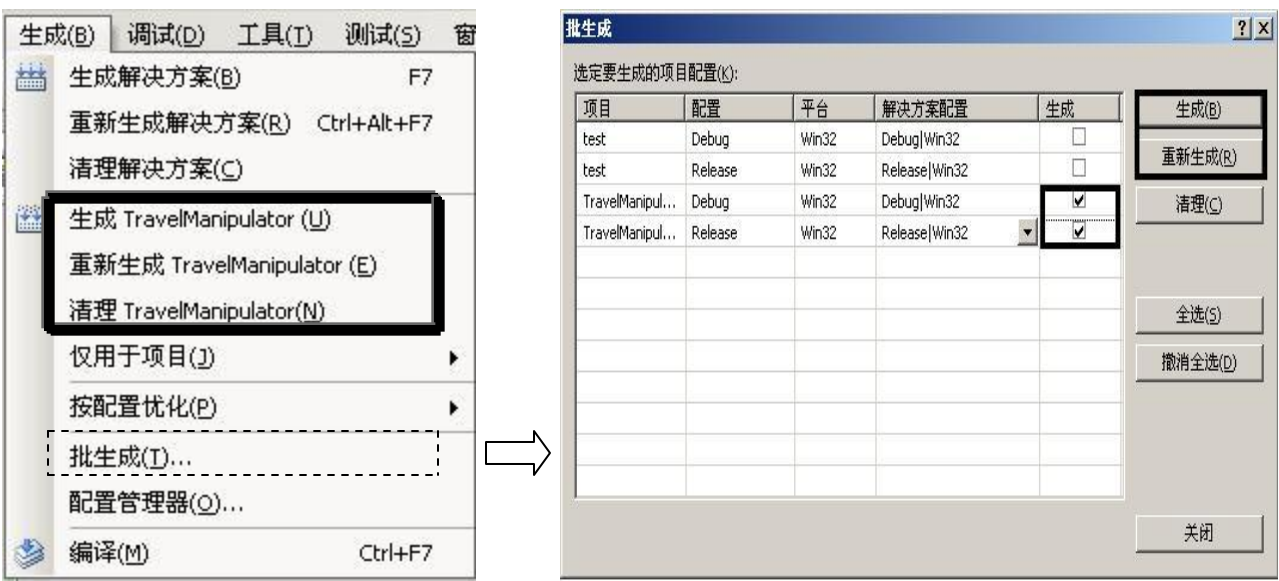 生成(B) 调试(D) 工具(T) 测试(S) 窗
生成解决方案(B) F7
重新生成解决方案(R) Ctrl+Alt+F7
清理解决方案(C)
生成 TravelManipulator (U)
重新生成 TravelManipulator (E)
清理 TravelManipulator(N)
仅用于项目(J)
按配置优化(P)
批生成(T)...
配置管理器(O)...
编译(M) Ctrl+F7
批生成
选定要生成的项目配置(K):
项目 配置 平台 解决方案配置 生成
test Debug Win32 Debug|Win32
test Release Win32 Release|Win32
TravelManipul... Debug Win32 Debug|Win32
TravelManipul... Release Win32 Release|Win32
生成(B)
重新生成(R)
清理(C)
全选(S)
撤消全选(D)
关闭